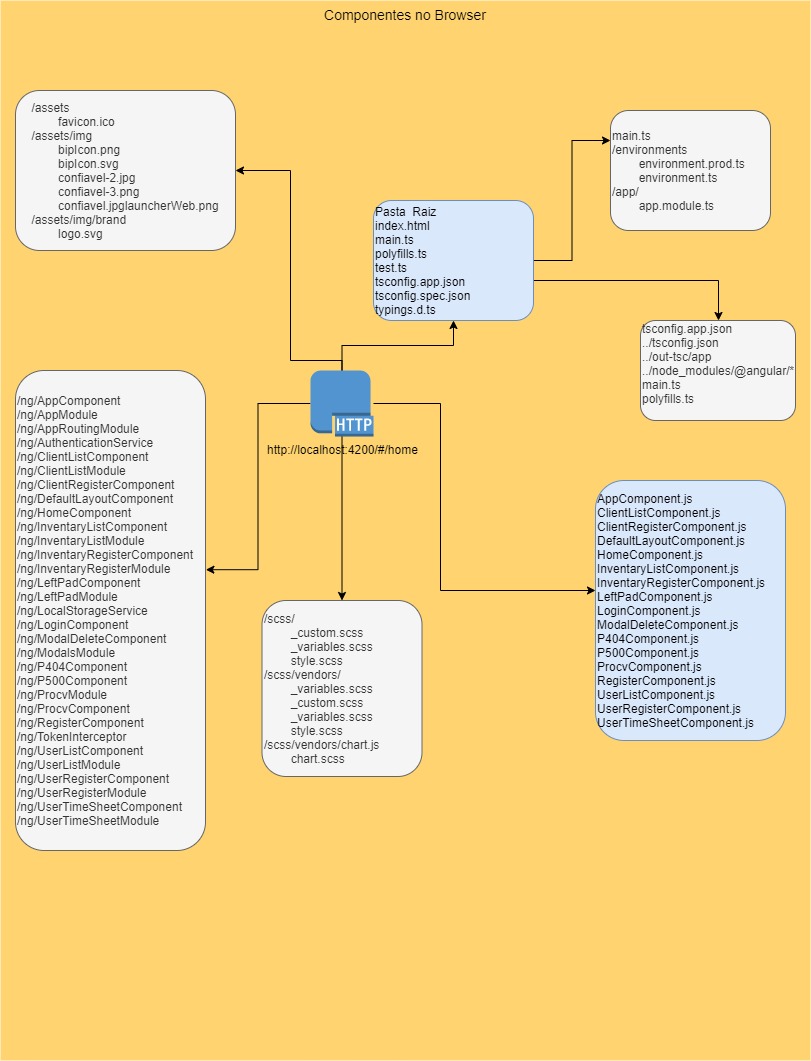 Componentes no Browser
/assets
favicon.ico
/assets/img
bipIcon.png
bipIcon.svg
confiavel-2.jpg
confiavel-3.png
confiavel.jpglauncherWeb.png
/assets/img/brand
logo.svg
main.ts
/environments
environment.prod.ts
environment.ts
/app/
app.module.ts
Pasta Raiz
index.html
main.ts
polyfills.ts
test.ts
tsconfig.app.json
tsconfig.spec.json
typings.d.ts
tsconfig.app.json
../tsconfig.json
../out-tsc/app
../node_modules/@angular/*
main.ts
polyfills.ts
HTTP
http://localhost:4200/#/home
/ng/AppComponent
/ng/AppModule
/ng/AppRoutingModule
/ng/AuthenticationService
/ng/ClientListComponent
/ng/ClientListModule
/ng/ClientRegisterComponent
/ng/DefaultLayoutComponent
/ng/HomeComponent
/ng/InventaryListComponent
/ng/InventaryListModule
/ng/InventaryRegisterComponent
/ng/InventaryRegisterModule
/ng/LeftPadComponent
/ng/LeftPadModule
/ng/LocalStorageService
/ng/LoginComponent
/ng/ModalDeleteComponent
/ng/ModalsModule
/ng/P404Component
/ng/P500Component
/ng/ProcvModule
/ng/ProcvComponent
/ng/RegisterComponent
/ng/TokenInterceptor
/ng/UserListComponent
/ng/UserListModule
/ng/UserRegisterComponent
/ng/UserRegisterModule
/ng/UserTimeSheetComponent
/ng/UserTimeSheetModule
/scss/
_custom.scss
_variables.scss
style.scss
/scss/vendors/
_variables.scss
_custom.scss
_variables.scss
style.scss
/scss/vendors/chart.js
chart.scss
AppComponent.js
ClientListComponent.js
ClientRegisterComponent.js
DefaultLayoutComponent.js
HomeComponent.js
InventaryListComponent.js
InventaryRegisterComponent.js
LeftPadComponent.js
LoginComponent.js
ModalDeleteComponent.js
P404Component.js
P500Component.js
ProcvComponent.js
RegisterComponent.js
UserListComponent.js
UserRegisterComponent.js
UserTimeSheetComponent.js